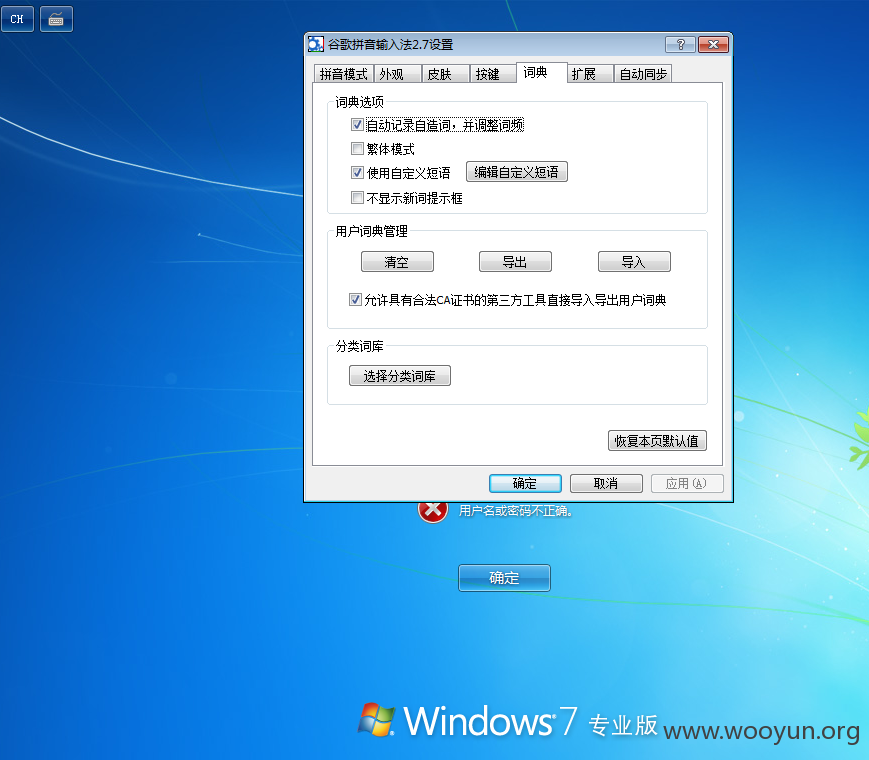 CH
谷歌拼音输入法2.7设置
拼音模式 外观 皮肤 按键 词典 扩展 自动同步
词典选项
自动记录自造词，并调整词频
繁体模式
使用自定义短语 编辑自定义短语
不显示新词提示框
用户词典管理
清空 导出 导入
允许具有合法CA证书的第三方工具直接导入导出用户词典
分类词库
选择分类词库
恢复本页默认值
确定 取消 应用(A)
用户名或密码不正确。
确定
Windows 7 专业版
www.wooyun.org